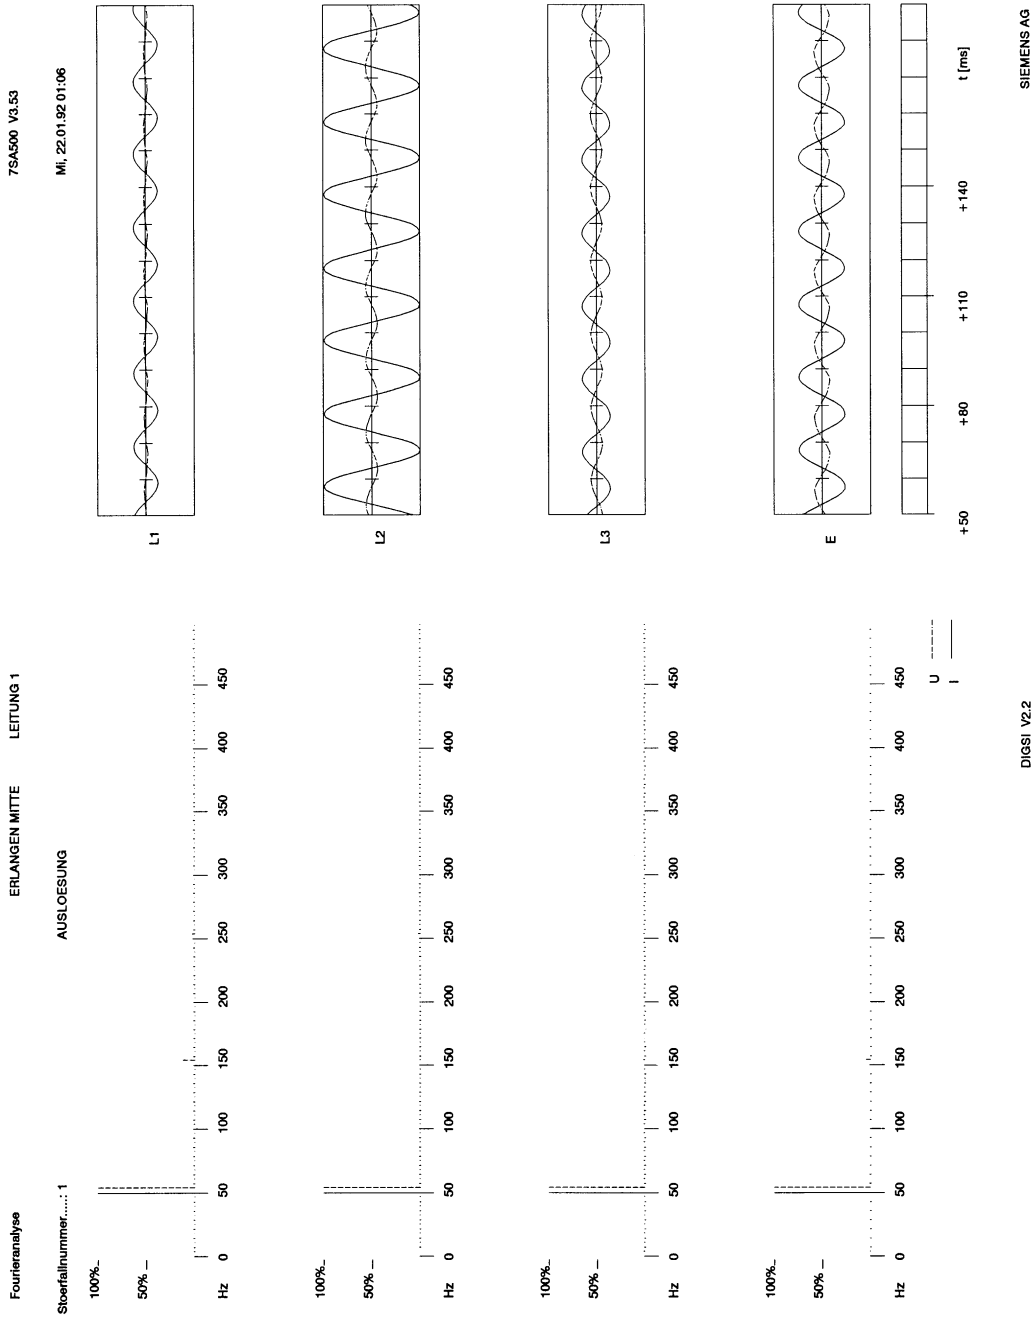 Fourieranalyse ERLANGEN MITTE LEITUNG 1 7SA500 V3.53
Stoerfallnummer......: 1 AUSLOESUNG Mi, 22.01.92 01:06
100%
50%
Hz 0 50 100 150 200 250 300 350 400 450
L1
100%
50%
Hz 0 50 100 150 200 250 300 350 400 450
L2
100%
50%
Hz 0 50 100 150 200 250 300 350 400 450
L3
100%
50%
Hz 0 50 100 150 200 250 300 350 400 450
E
U
I
+50 +80 +110 +140 t [ms]
DIGSI V2.2 SIEMENS AG